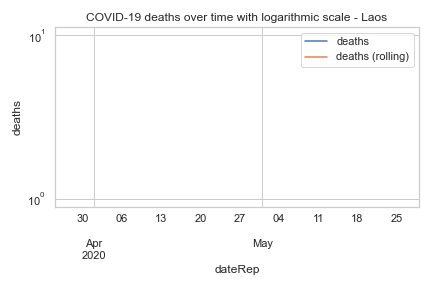 COVID-19 deaths over time with logarithmic scale - Laos
10¹
deaths
deaths (rolling)
deaths
10⁰
30 06 13 20 27 04 11 18 25
Apr May
2020
dateRep